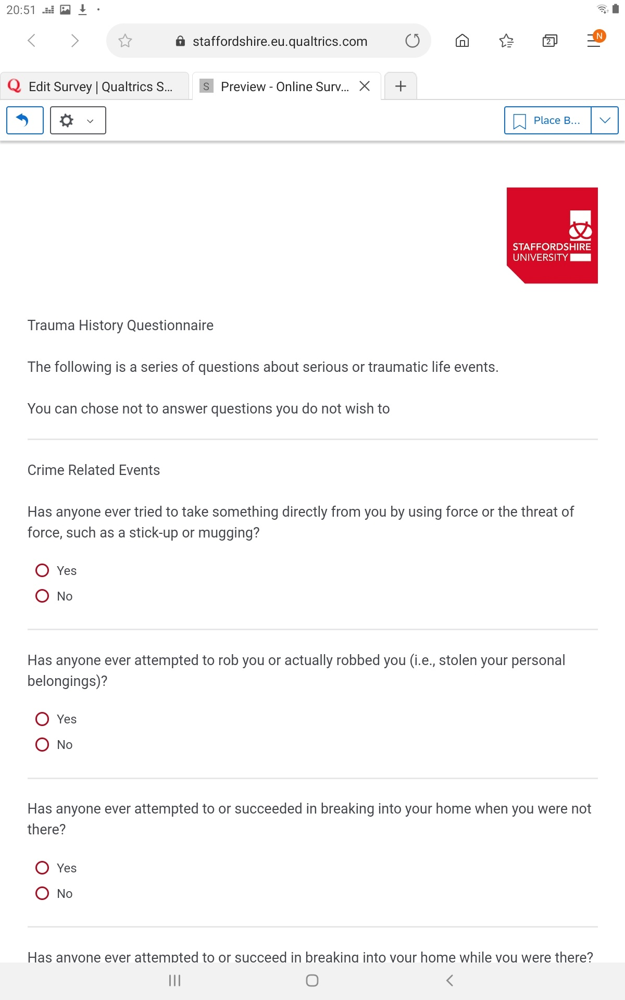 20:51
staffordshire.eu.qualtrics.com
2
N
Edit Survey | Qualtrics S...
S Preview - Online Surv...
Place B...
STAFFORDSHIRE
UNIVERSITY
Trauma History Questionnaire
The following is a series of questions about serious or traumatic life events.
You can chose not to answer questions you do not wish to
Crime Related Events
Has anyone ever tried to take something directly from you by using force or the threat of
force, such as a stick-up or mugging?
Yes
No
Has anyone ever attempted to rob you or actually robbed you (i.e., stolen your personal
belongings)?
Yes
No
Has anyone ever attempted to or succeeded in breaking into your home when you were not
there?
Yes
No
Has anyone ever attempted to or succeed in breaking into your home while you were there?